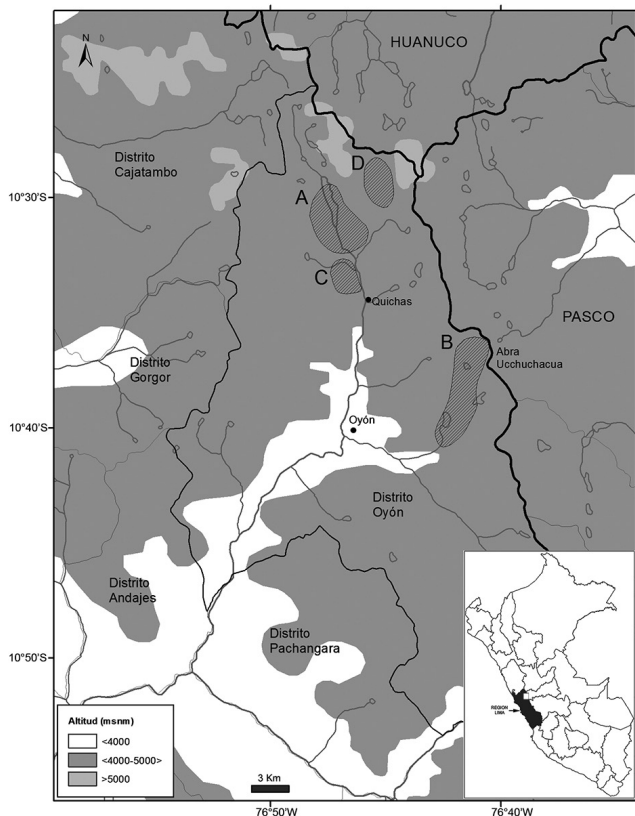 N
HUANUCO
Distrito
Cajatambo
D
10°30'S
A
C
Quichas
PASCO
B
Abra
Ucchuchacua
Distrito
Gorgor
Oyón
10°40'S
Distrito
Oyón
Distrito
Andajes
Distrito
Pachangara
10°50'S
REGION
LIMA
Altitud (msnm)
<4000
<4000-5000>
>5000
3 Km
76°50'W
76°40'W